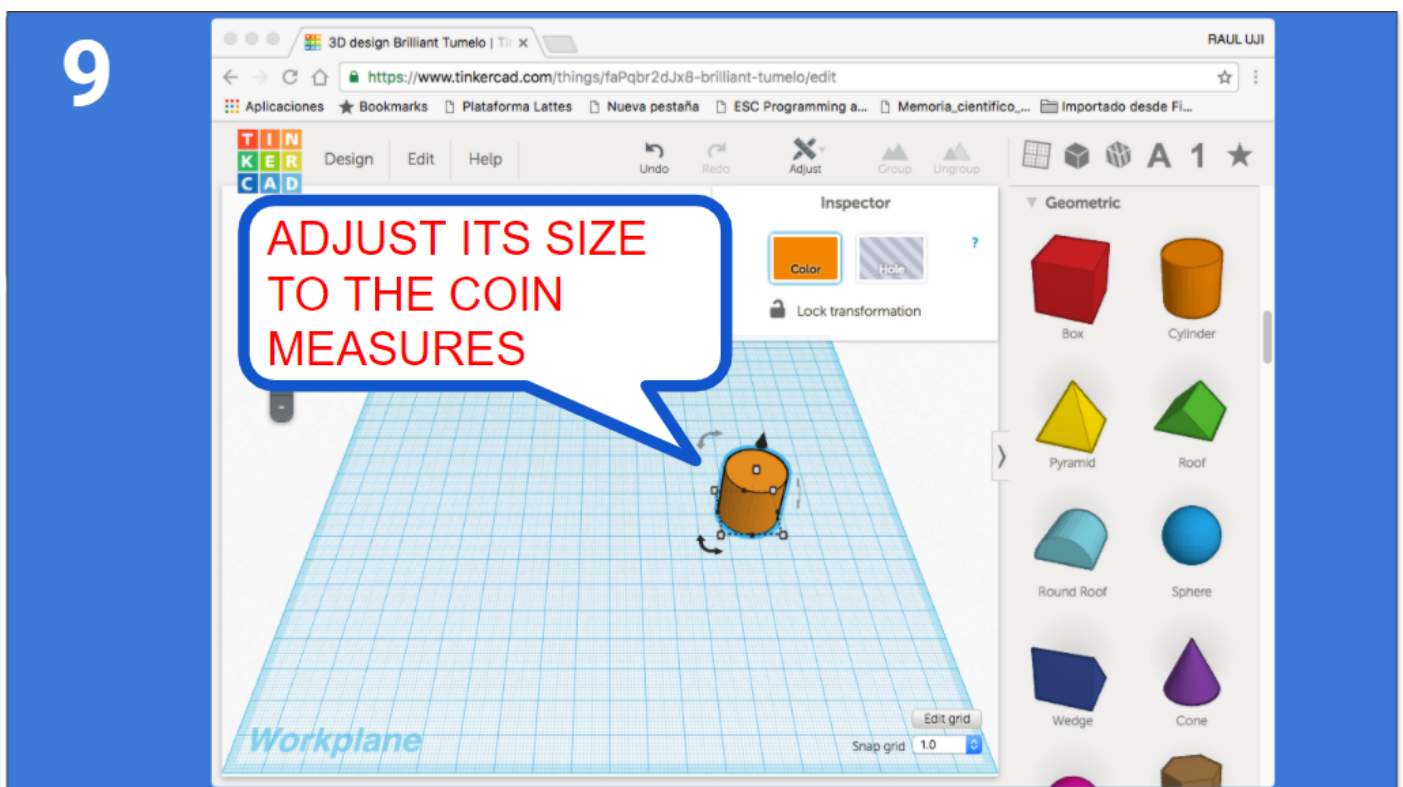 9
3D design Brilliant Tumelo | Tir
RAUL UJI
https://www.tinkercad.com/things/faPqbr2dJx8-brilliant-tumelo/edit
Aplicaciones Bookmarks Plataforma Lattes Nueva pestaña ESC Programming a... Memoria_cientifico_... Importado desde Fi...
TIN
KER
CAD
Design Edit Help Undo Redo Adjust Group Ungroup A 1
ADJUST ITS SIZE
TO THE COIN
MEASURES
Inspector
Color Hole ?
Lock transformation
Geometric
Box Cylinder
Pyramid Roof
Round Roof Sphere
Wedge Cone
Workplane
Edit grid
Snap grid 1.0